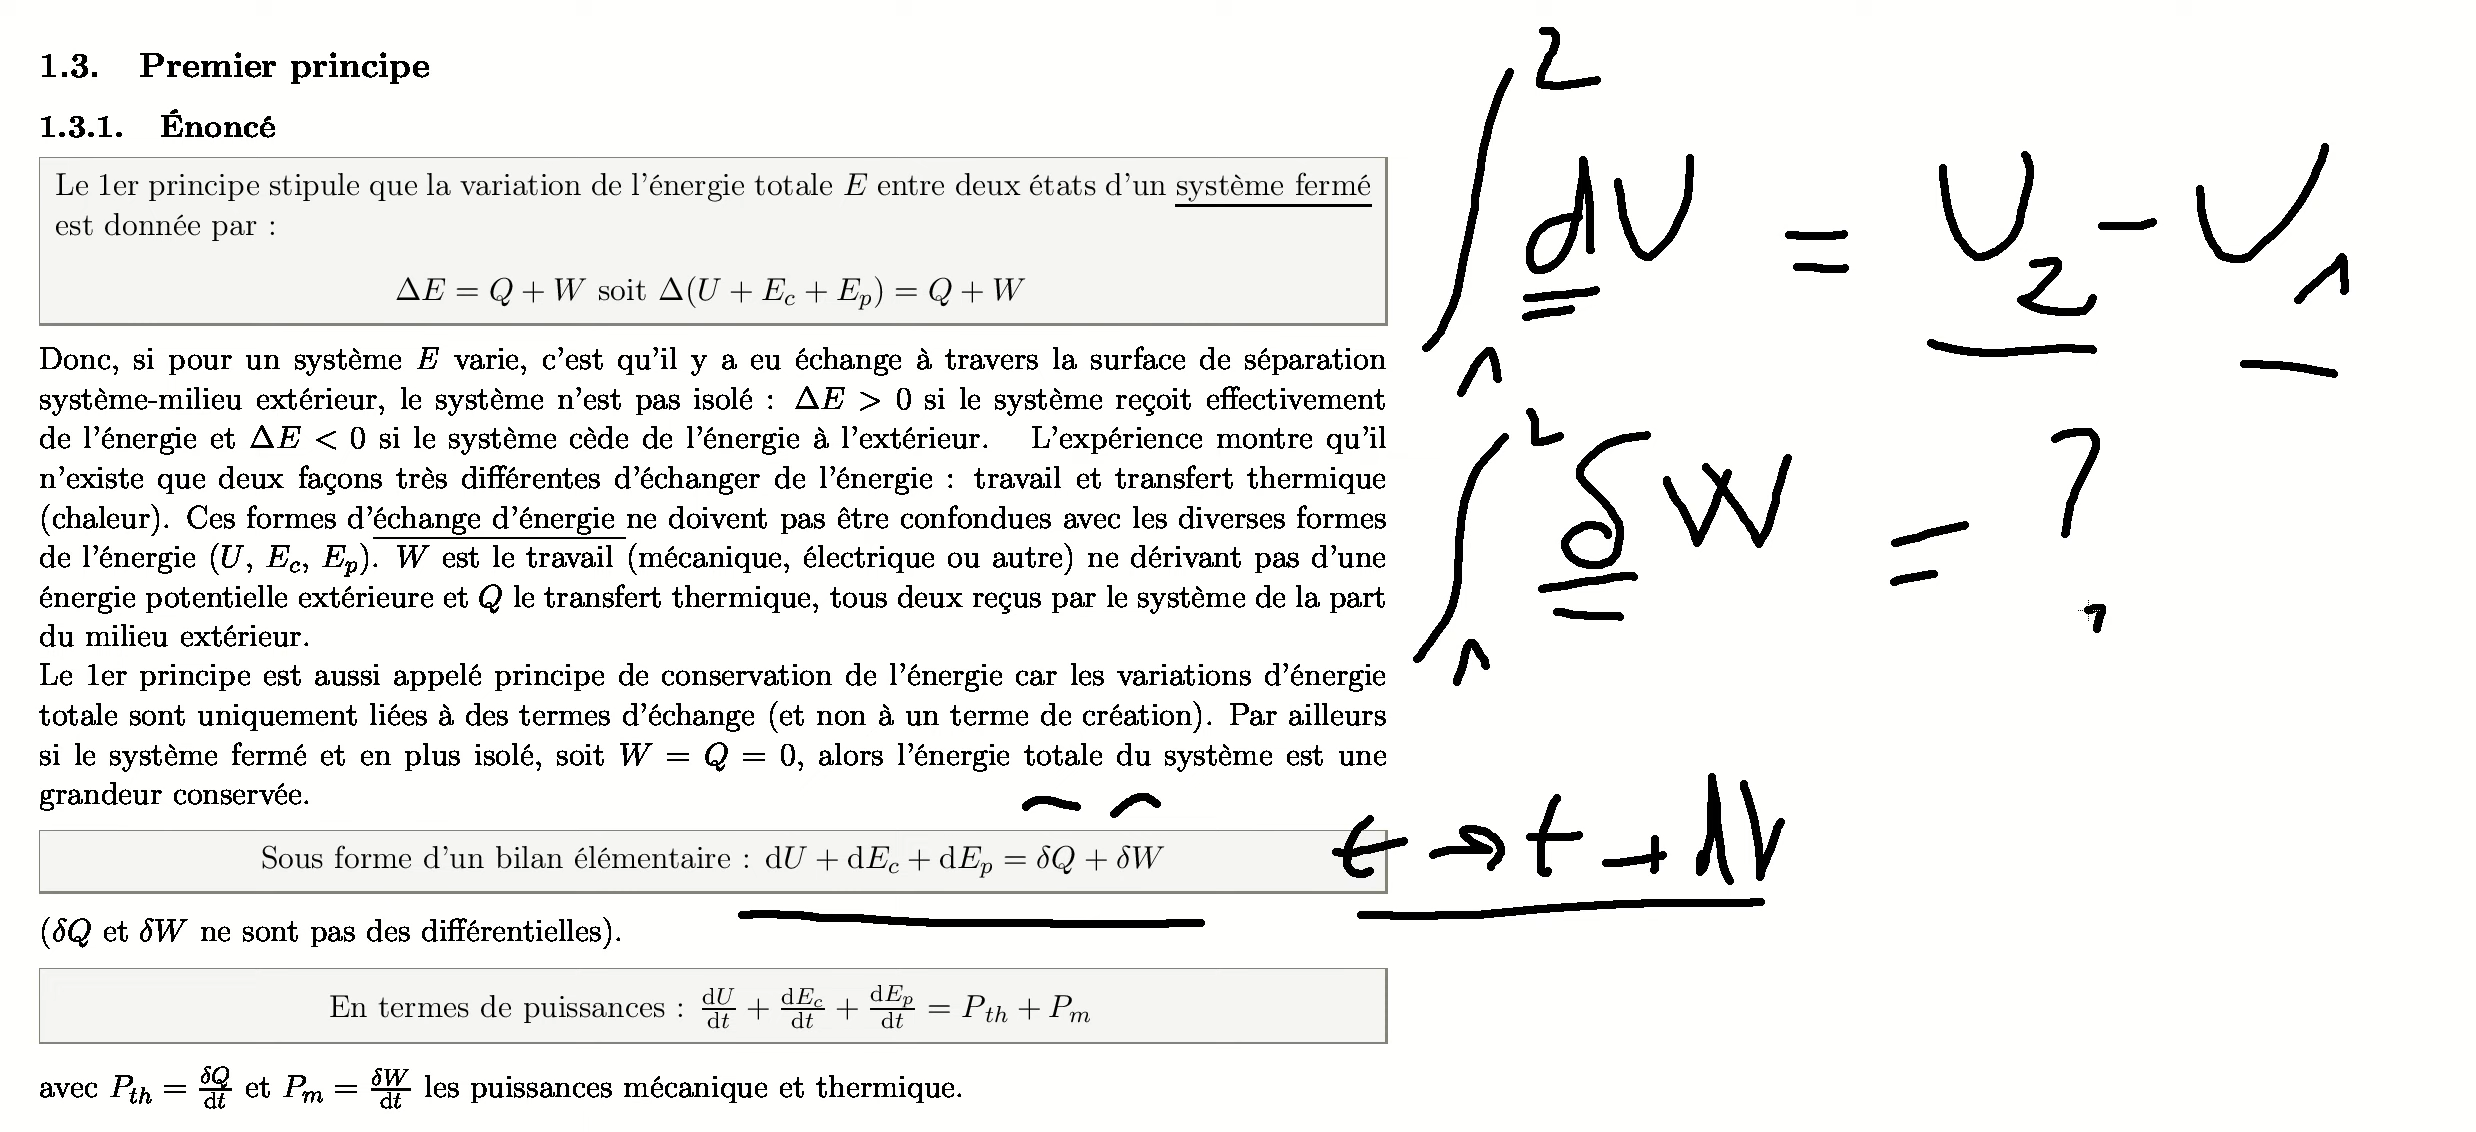 1.3. Premier principe
1.3.1. Énoncé
Le 1er principe stipule que la variation de l'énergie totale E entre deux états d'un système fermé
est donnée par :
ΔE = Q + W soit Δ(U + E_c + E_p) = Q + W
Donc, si pour un système E varie, c'est qu'il y a eu échange à travers la surface de séparation
système-milieu extérieur, le système n'est pas isolé : ΔE > 0 si le système reçoit effectivement
de l'énergie et ΔE < 0 si le système cède de l'énergie à l'extérieur. L'expérience montre qu'il
n'existe que deux façons très différentes d'échanger de l'énergie : travail et transfert thermique
(chaleur). Ces formes d'échange d'énergie ne doivent pas être confondues avec les diverses formes
de l'énergie (U, E_c, E_p). W est le travail (mécanique, électrique ou autre) ne dérivant pas d'une
énergie potentielle extérieure et Q le transfert thermique, tous deux reçus par le système de la part
du milieu extérieur.
Le 1er principe est aussi appelé principe de conservation de l'énergie car les variations d'énergie
totale sont uniquement liées à des termes d'échange (et non à un terme de création). Par ailleurs
si le système fermé et en plus isolé, soit W = Q = 0, alors l'énergie totale du système est une
grandeur conservée.
Sous forme d'un bilan élémentaire : dU + dE_c + dE_p = δQ + δW
(δQ et δW ne sont pas des différentielles).
En termes de puissances : dU/dt + dE_c/dt + dE_p/dt = P_th + P_m
avec P_th = δQ/dt et P_m = δW/dt les puissances mécanique et thermique.
∫_1^2 dU = U_2 - U_1
∫_1^2 δW = ?
t → t + dt